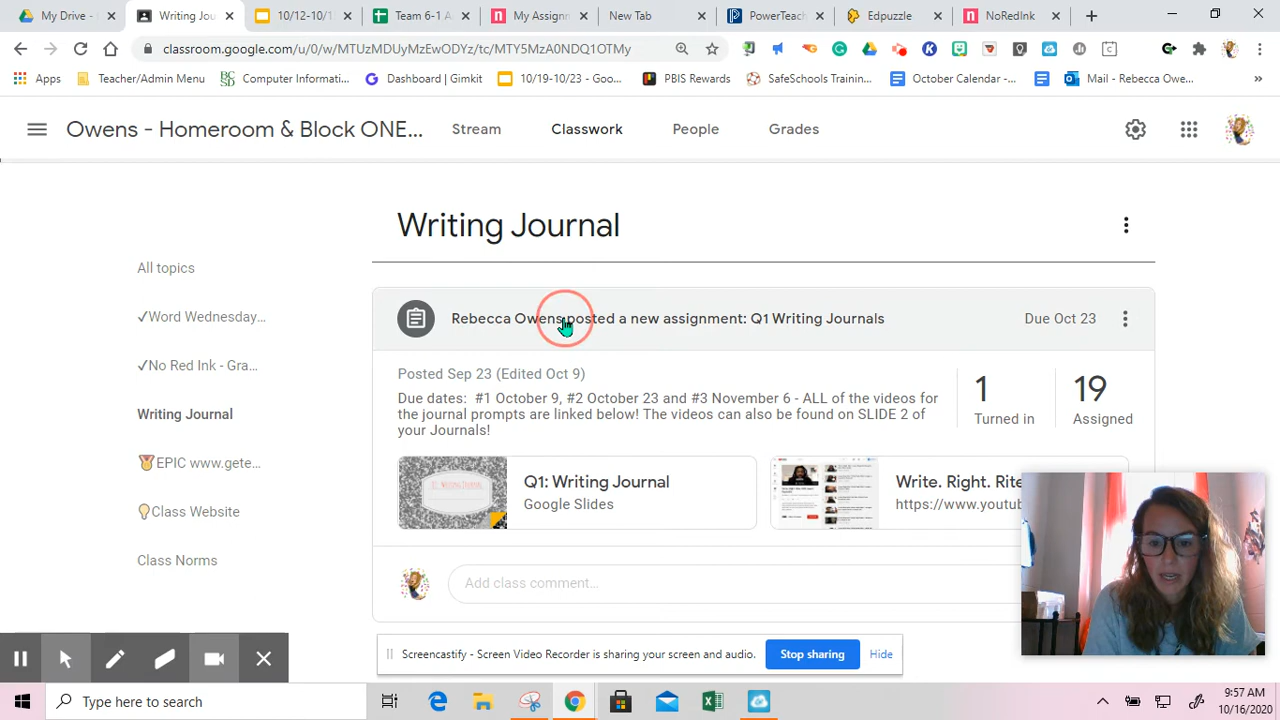 My Drive -
Writing Jou
10/12-10/1
Team 6-1 A
My Assign
New Tab
PowerTeach
Edpuzzle
NoRedInk
classroom.google.com/u/0/w/MTUzMDUyMzEwODYz/tc/MTY5MzA0NDQ1OTMy
Apps
Teacher/Admin Menu
Computer Informati...
Dashboard | Gimkit
10/19-10/23 - Goo...
PBIS Rewards
SafeSchools Trainin...
October Calendar -...
Mail - Rebecca Owe...
»
Owens - Homeroom & Block ONE...
Stream
Classwork
People
Grades
Writing Journal
All topics
✓Word Wednesday...
✓No Red Ink - Gra...
Writing Journal
EPIC www.gete...
Class Website
Class Norms
Rebecca Owens posted a new assignment: Q1 Writing Journals
Due Oct 23
Posted Sep 23 (Edited Oct 9)
Due dates: #1 October 9, #2 October 23 and #3 November 6 - ALL of the videos for
the journal prompts are linked below! The videos can also be found on SLIDE 2 of
your Journals!
1
Turned in
19
Assigned
Q1: Writing Journal
Google Slides
Write. Right. Rite
https://www.youtub
Add class comment...
Screencastify - Screen Video Recorder is sharing your screen and audio.
Stop sharing
Hide
Type here to search
9:57 AM
10/16/2020